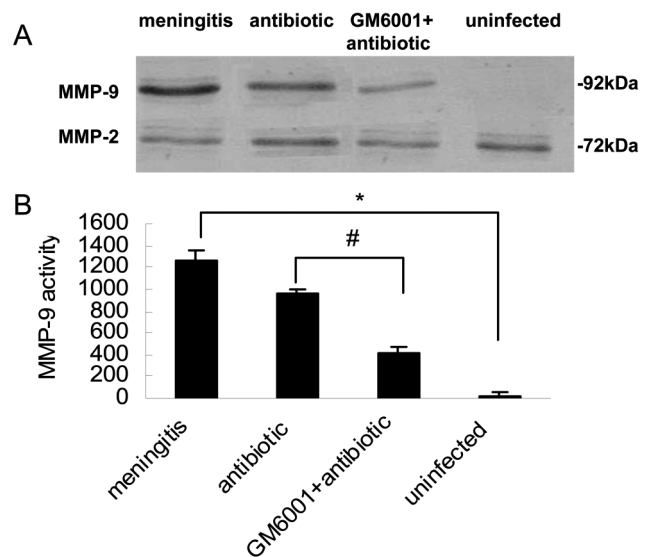 A
meningitis antibiotic GM6001+ antibiotic uninfected
MMP-9
-92kDa
MMP-2
-72kDa
B
MMP-9 activity
1600
1400
1200
1000
800
600
400
200
0
*
#
meningitis
antibiotic
GM6001+antibiotic
uninfected